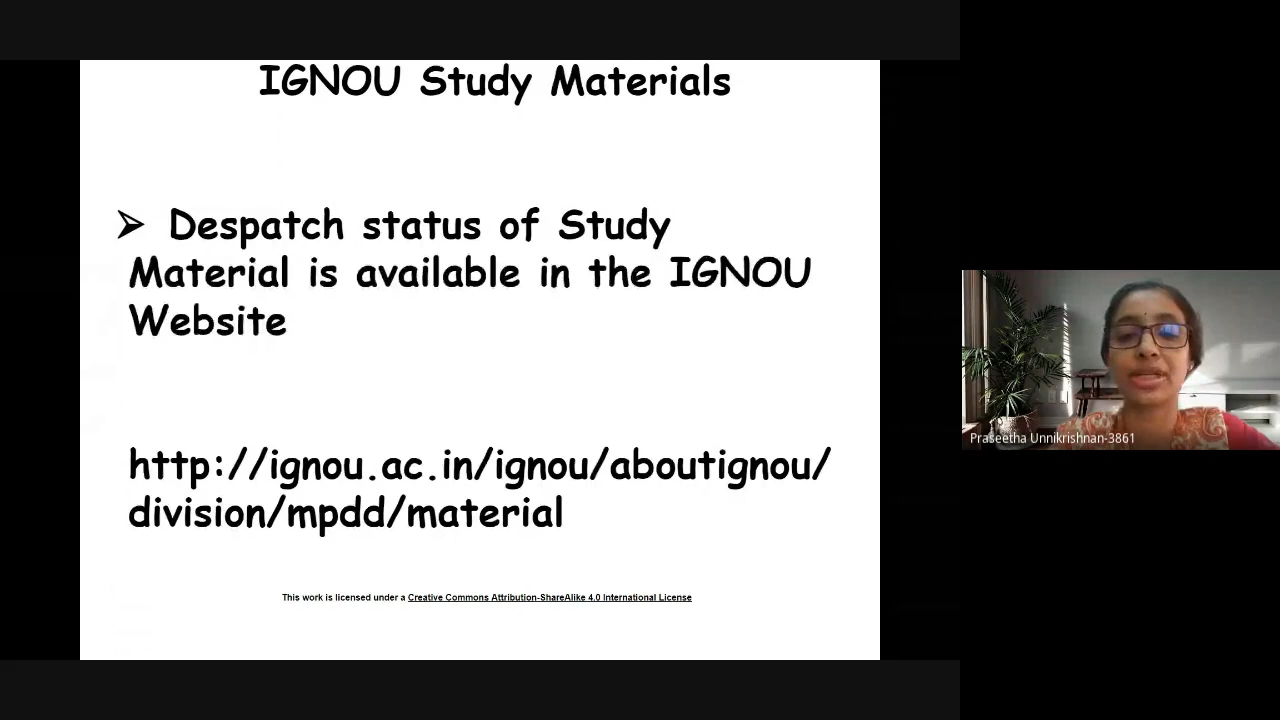 IGNOU Study Materials
➢ Despatch status of Study
Material is available in the IGNOU
Website
http://ignou.ac.in/ignou/aboutignou/
division/mpdd/material
This work is licensed under a Creative Commons Attribution-ShareAlike 4.0 International License
Praseetha Unnikrishnan-3861